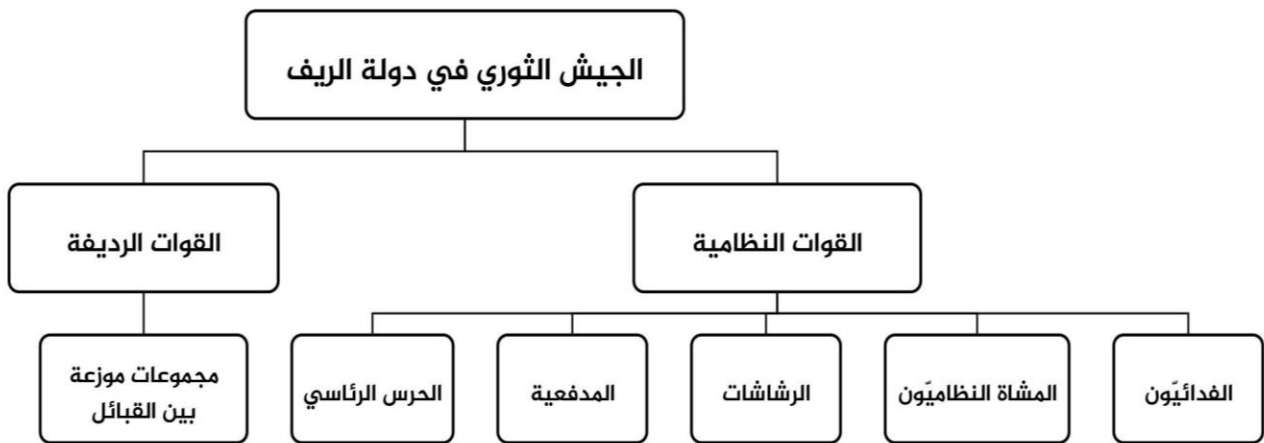 الجيش الثوري في دولة الريف
القوات النظامية
القوات الرديفة
الفدائيّون
المشاة النظاميّون
الرشاشات
المدفعية
الحرس الرئاسي
مجموعات موزعة
بين القبائل